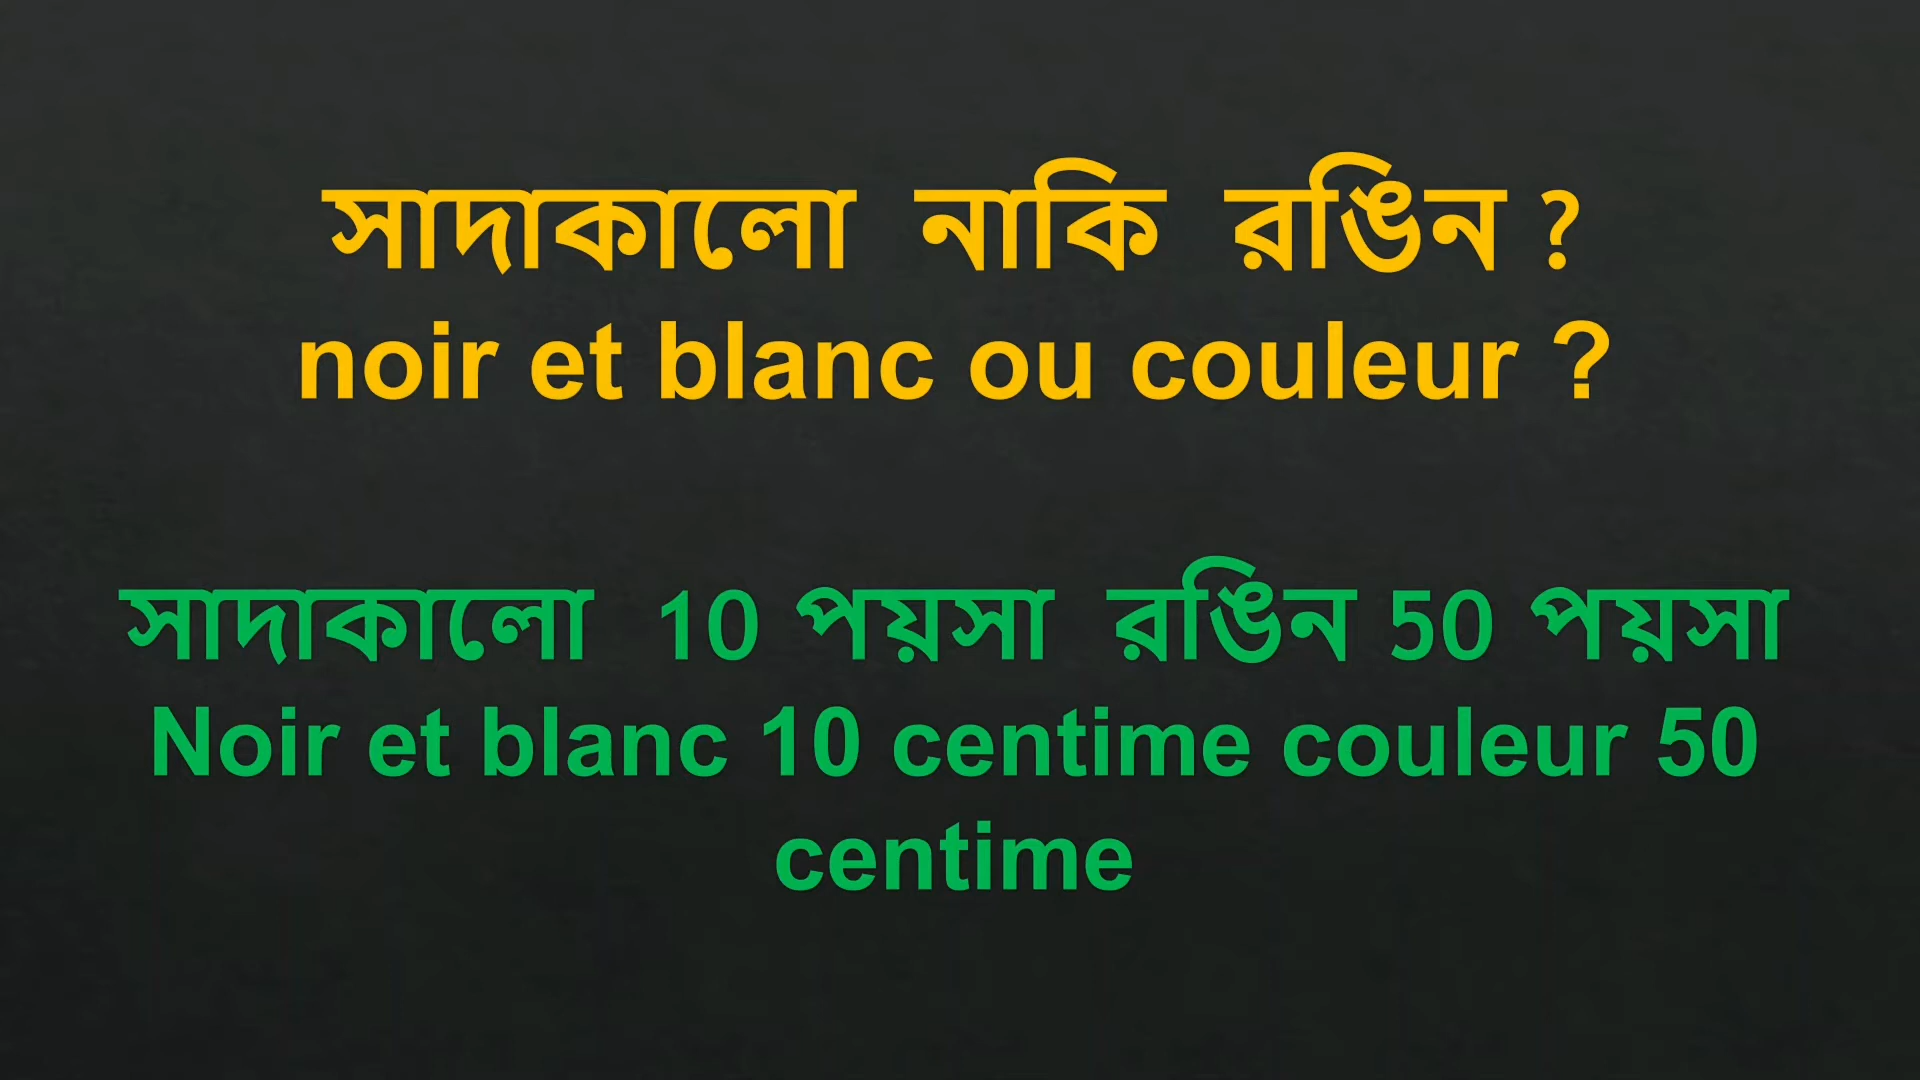 সাদাকালো নাকি রঙিন ?
noir et blanc ou couleur ?
সাদাকালো 10 পয়সা রঙিন 50 পয়সা
Noir et blanc 10 centime couleur 50
centime